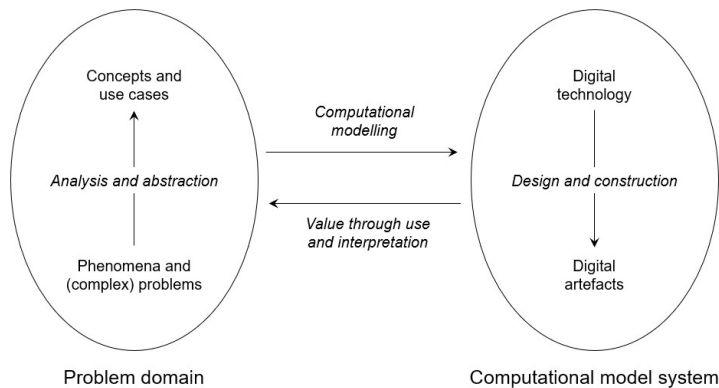 Concepts and
use cases
Analysis and abstraction
Phenomena and
(complex) problems
Problem domain
Computational
modelling
Value through use
and interpretation
Digital
technology
Design and construction
Digital
artefacts
Computational model system